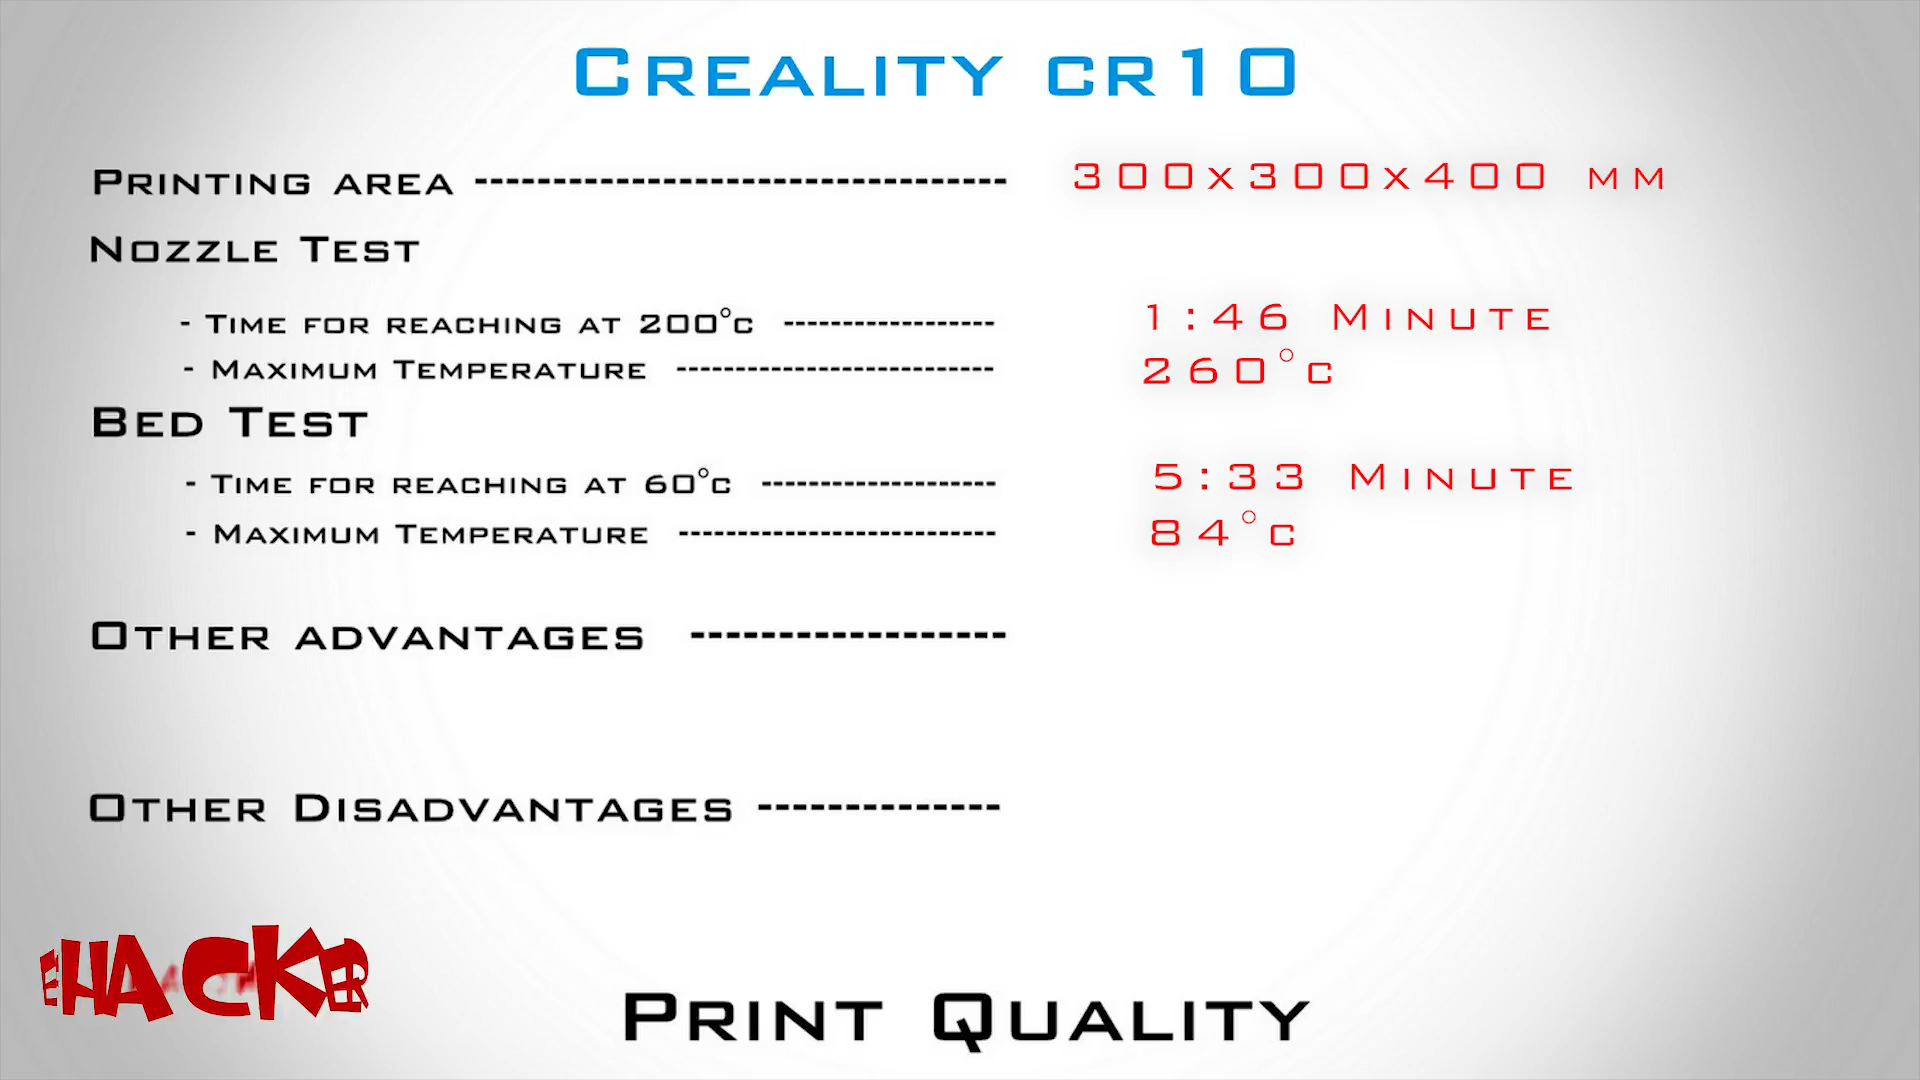 Creality cr10
Printing area ---------------------------------- 300x300x400 mm
Nozzle Test
- Time for reaching at 200°c ------------------ 1:46 Minute
- Maximum Temperature --------------------------- 260°c
Bed Test
- Time for reaching at 60°c -------------------- 5:33 Minute
- Maximum Temperature --------------------------- 84°c
Other advantages ------------------
Other Disadvantages --------------
EHACKER
Print Quality